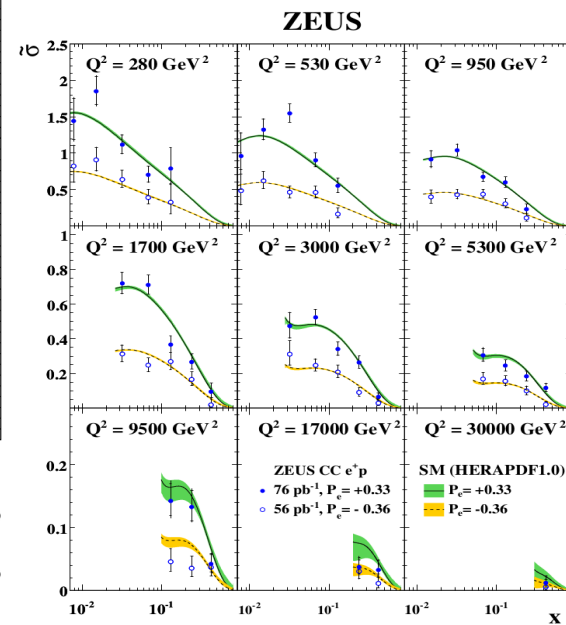 ZEUS
σ̃
Q² = 280 GeV²
Q² = 530 GeV²
Q² = 950 GeV²
2.5
2
1.5
1
0.5
Q² = 1700 GeV²
Q² = 3000 GeV²
Q² = 5300 GeV²
1
0.8
0.6
0.4
0.2
Q² = 9500 GeV²
Q² = 17000 GeV²
Q² = 30000 GeV²
0.2
0.1
0
ZEUS CC e⁺p
76 pb⁻¹, Pₑ= +0.33
56 pb⁻¹, Pₑ= - 0.36
SM (HERAPDF1.0)
Pₑ= +0.33
Pₑ= -0.36
10⁻² 10⁻¹ 10⁻² 10⁻¹ 10⁻² 10⁻¹
x